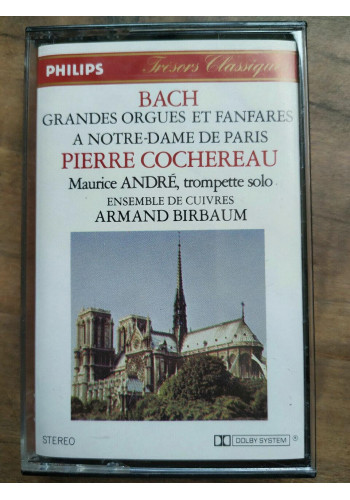 PHILIPS Tresors Classiques
BACH
GRANDES ORGUES ET FANFARES
A NOTRE-DAME DE PARIS
PIERRE COCHEREAU
Maurice ANDRÉ, trompette solo
ENSEMBLE DE CUIVRES
ARMAND BIRBAUM
STEREO
DOLBY SYSTEM ®